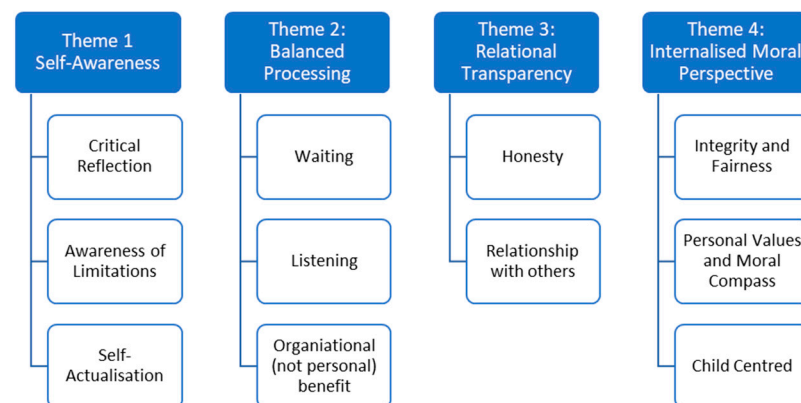 Theme 1
Self-Awareness
Critical
Reflection
Awareness of
Limitations
Self-
Actualisation
Theme 2:
Balanced
Processing
Waiting
Listening
Organiational
(not personal)
benefit
Theme 3:
Relational
Transparency
Honesty
Relationship
with others
Theme 4:
Internalised Moral
Perspective
Integrity and
Fairness
Personal Values
and Moral
Compass
Child Centred